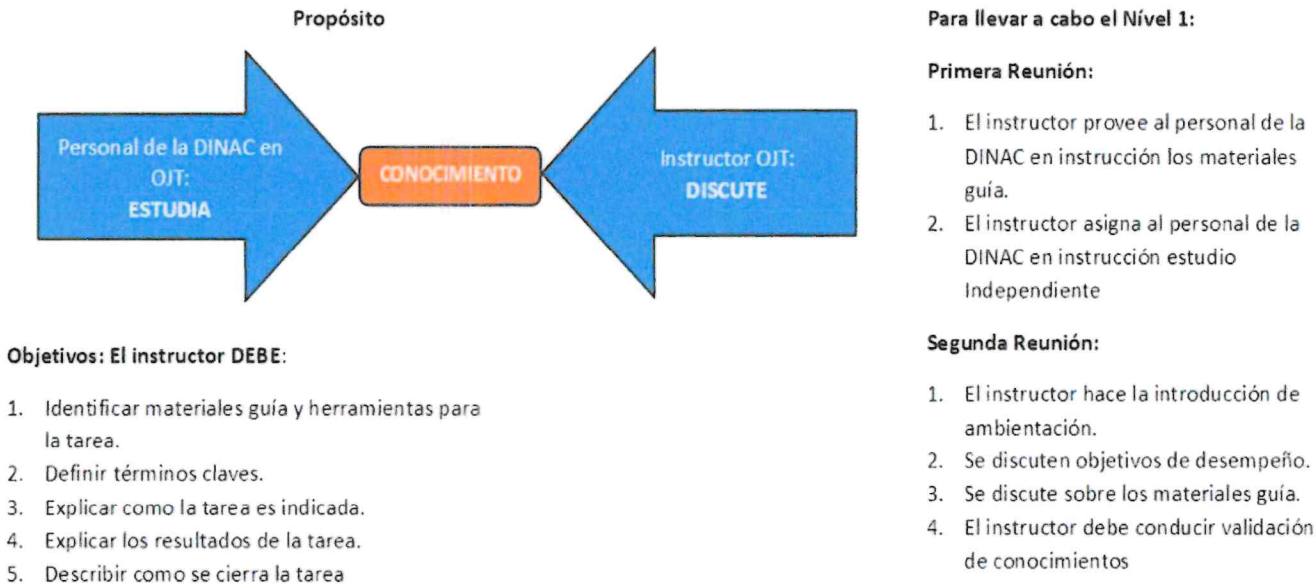 Propósito
Personal de la DINAC en
OJT:
ESTUDIA
CONOCIMIENTO
Instructor OJT:
DISCUTE
Objetivos: El instructor DEBE:
1. Identificar materiales guía y herramientas para
la tarea.
2. Definir términos claves.
3. Explicar como la tarea es indicada.
4. Explicar los resultados de la tarea.
5. Describir como se cierra la tarea
Para llevar a cabo el Nível 1:
Primera Reunión:
1. El instructor provee al personal de la
DINAC en instrucción los materiales
guía.
2. El instructor asigna al personal de la
DINAC en instrucción estudio
Independiente
Segunda Reunión:
1. El instructor hace la introducción de
ambientación.
2. Se discuten objetivos de desempeño.
3. Se discute sobre los materiales guía.
4. El instructor debe conducir validación
de conocimientos